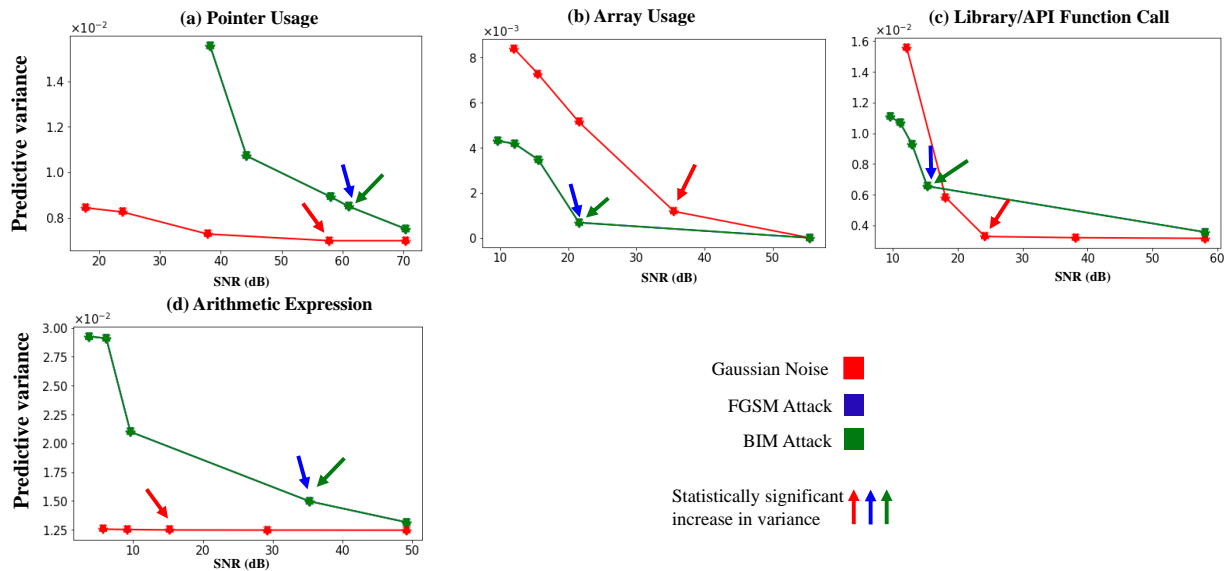 (a) Pointer Usage
×10⁻²
Predictive variance
1.4
1.2
1.0
0.8
20 30 40 50 60 70
SNR (dB)
(b) Array Usage
×10⁻³
8
6
4
2
0
10 20 30 40 50
SNR (dB)
(c) Library/API Function Call
×10⁻²
1.6
1.4
1.2
1.0
0.8
0.6
0.4
10 20 30 40 50 60
SNR (dB)
(d) Arithmetic Expression
×10⁻²
Predictive variance
3.00
2.75
2.50
2.25
2.00
1.75
1.50
1.25
10 20 30 40 50
SNR (dB)
Gaussian Noise
FGSM Attack
BIM Attack
Statistically significant
increase in variance